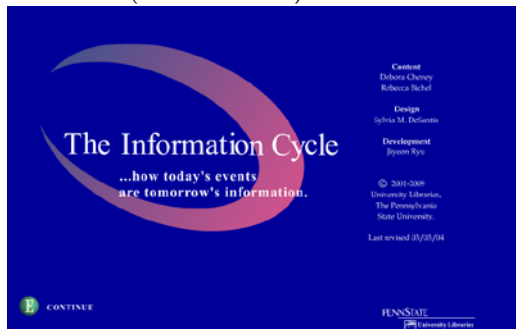 The Information Cycle
...how today's events
are tomorrow's information.
Content
Debora Cheney
Rebecca Bichel
Design
Sylvia M. DeSantis
Development
Jiyeon Ryu
© 2001-2005
University Libraries,
The Pennsylvania
State University.
Last revised 03/03/04
E CONTINUE
PENNSTATE
University Libraries